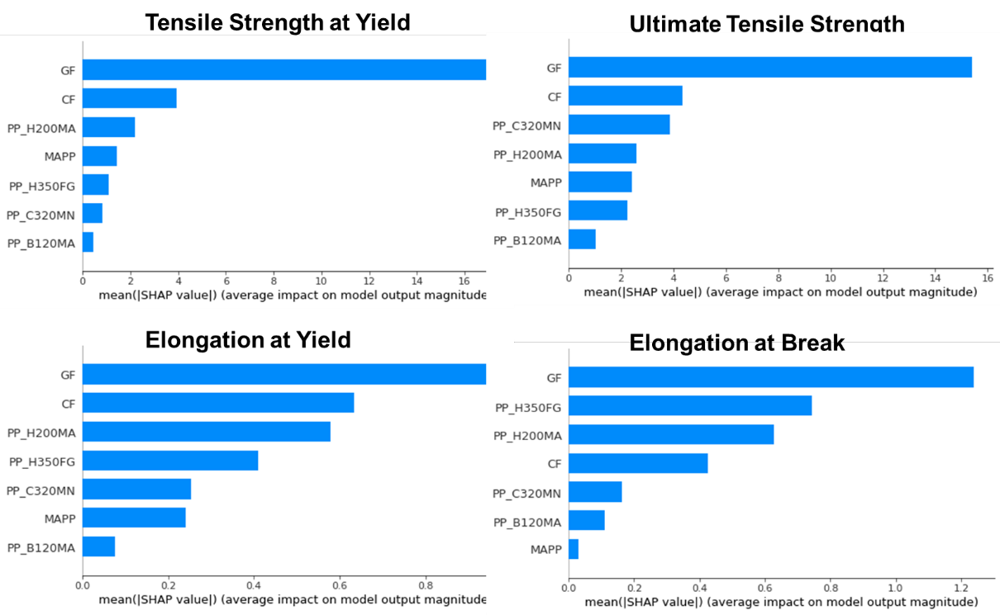 Tensile Strength at Yield
GF
CF
PP_H200MA
MAPP
PP_H350FG
PP_C320MN
PP_B120MA
0 2 4 6 8 10 12 14 16
mean(|SHAP value|) (average impact on model output magnitude
Ultimate Tensile Strength
GF
CF
PP_C320MN
PP_H200MA
MAPP
PP_H350FG
PP_B120MA
0 2 4 6 8 10 12 14 16
mean(|SHAP value|) (average impact on model output magnitude)
Elongation at Yield
GF
CF
PP_H200MA
PP_H350FG
PP_C320MN
MAPP
PP_B120MA
0.0 0.2 0.4 0.6 0.8
mean(|SHAP value|) (average impact on model output magnitude
Elongation at Break
GF
PP_H350FG
PP_H200MA
CF
PP_C320MN
PP_B120MA
MAPP
0.0 0.2 0.4 0.6 0.8 1.0 1.2
mean(|SHAP value|) (average impact on model output magnitude)